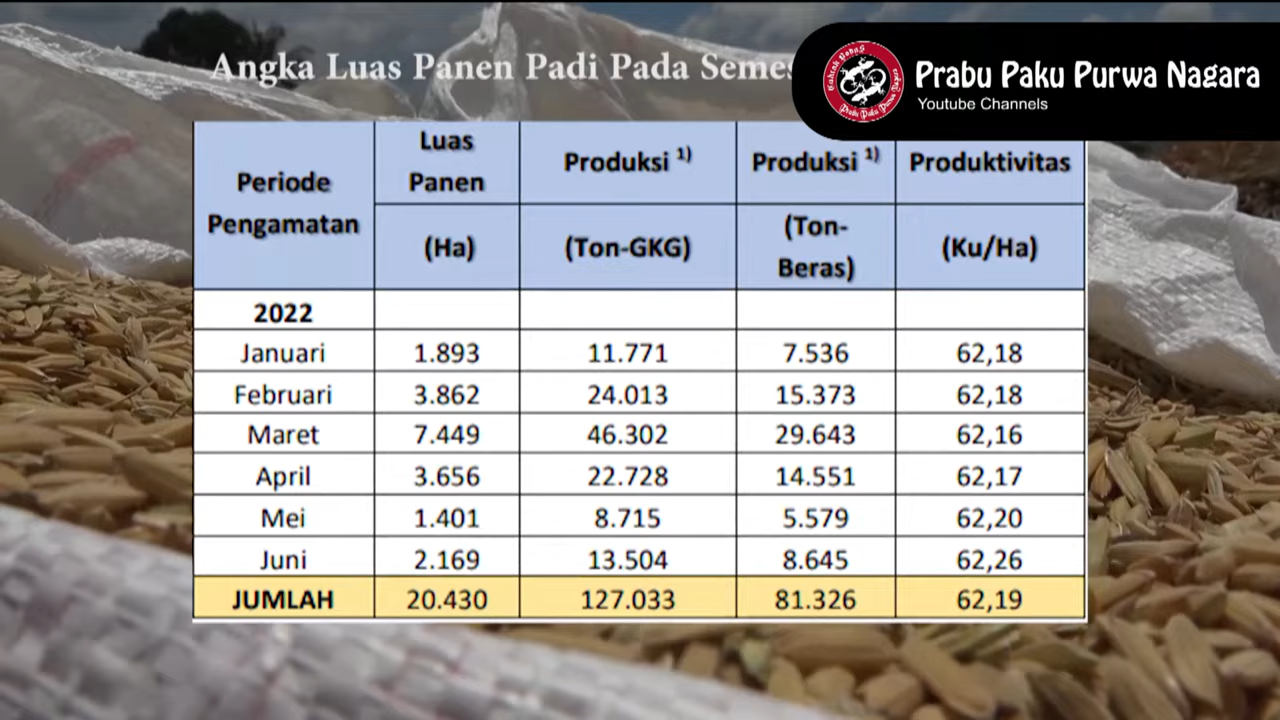 Angka Luas Panen Padi Pada
Prabu Paku Purwa Nagara
Youtube Channels
Periode Pengamatan | Luas Panen | Produksi 1) | Produksi 1) | Produktivitas
(Ha) | (Ton-GKG) | (Ton-Beras) | (Ku/Ha)
2022
Januari 1.893 11.771 7.536 62,18
Februari 3.862 24.013 15.373 62,18
Maret 7.449 46.302 29.643 62,16
April 3.656 22.728 14.551 62,17
Mei 1.401 8.715 5.579 62,20
Juni 2.169 13.504 8.645 62,26
JUMLAH 20.430 127.033 81.326 62,19